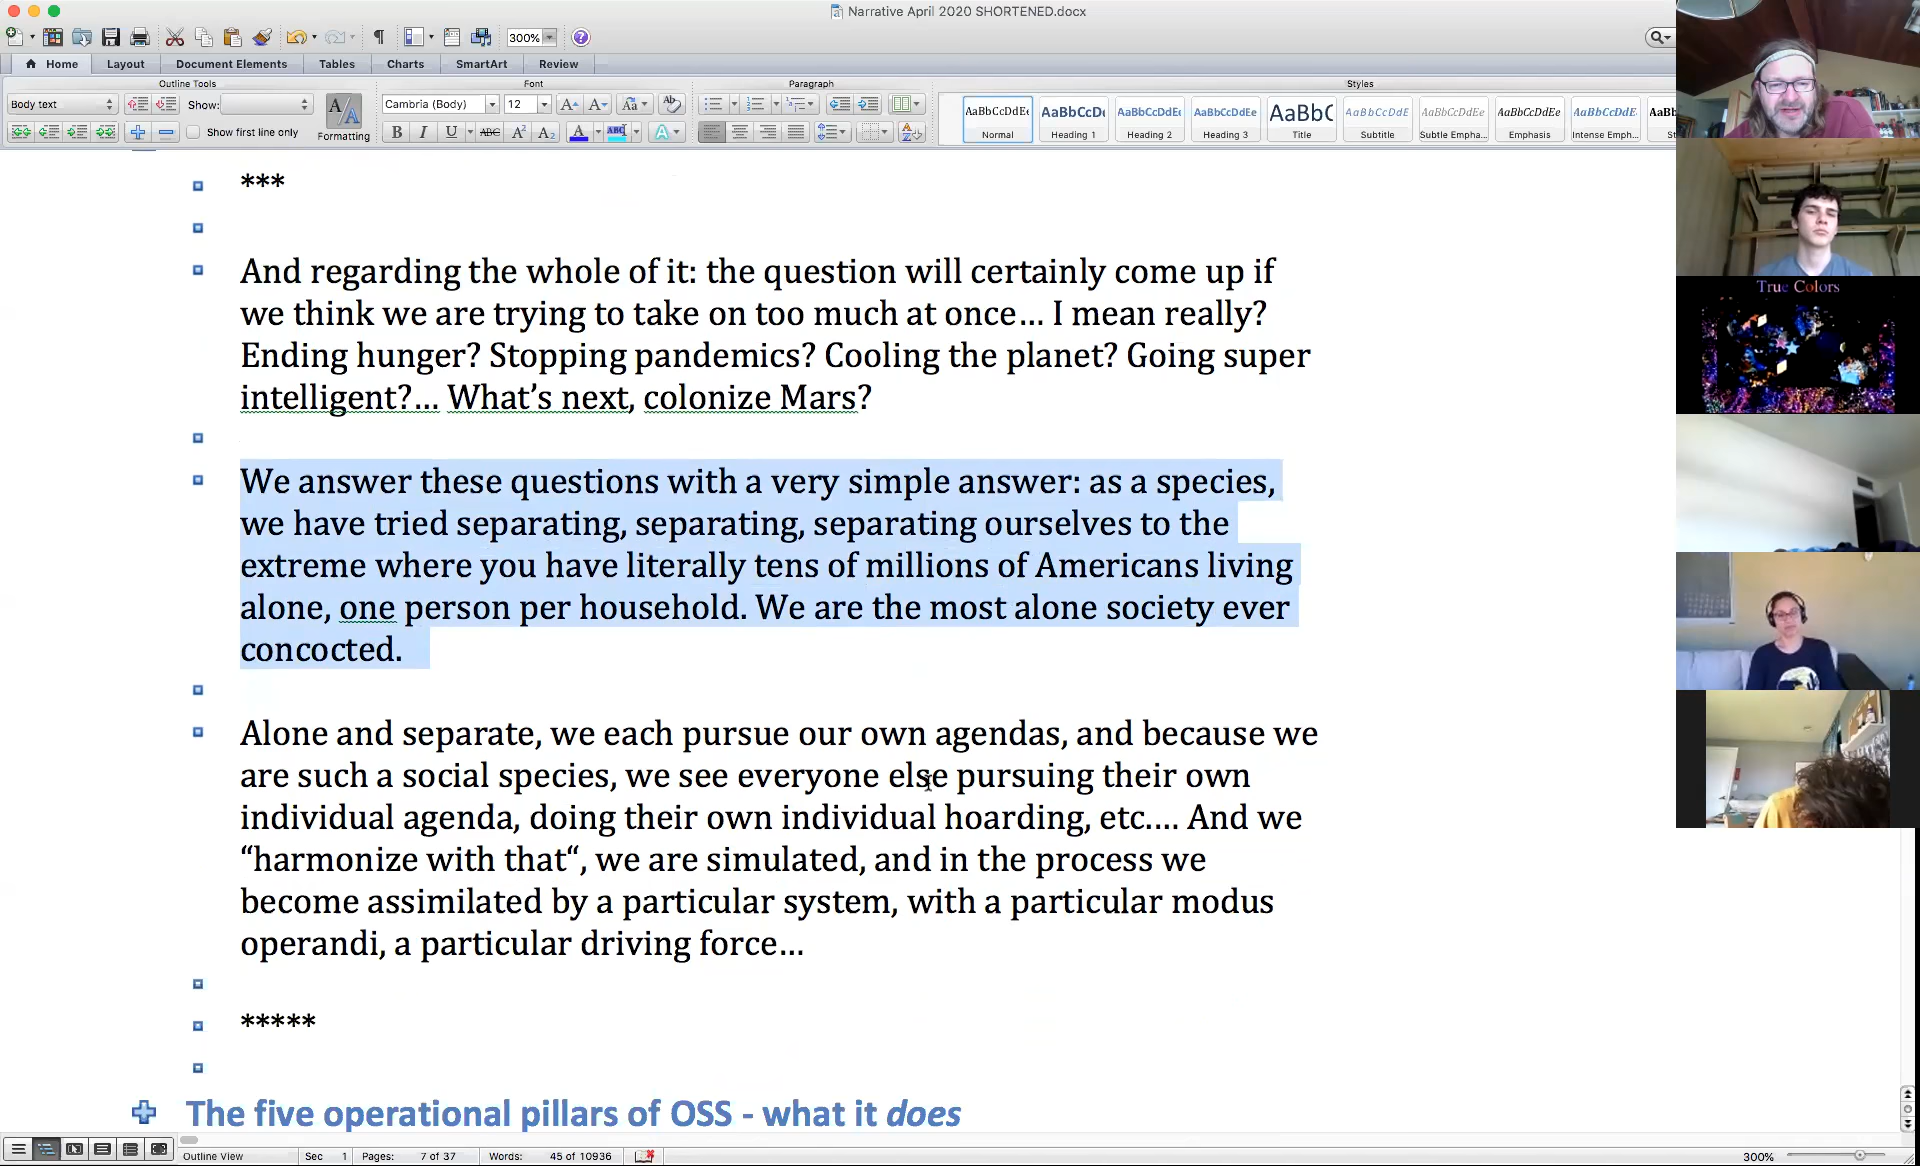 Narrative April 2020 SHORTENED.docx
300%
Home Layout Document Elements Tables Charts SmartArt Review
Outline Tools Font Paragraph Styles
Body text Show: Cambria (Body) 12
Show first line only Formatting
AaBbCcDdEe AaBbCcDc AaBbCcDdEe AaBbCcDdEe AaBbC AaBbCcDdEe AaBbCcDdEe AaBbCcDdEe AaBbCcDdEe
Normal Heading 1 Heading 2 Heading 3 Title Subtitle Subtle Empha... Emphasis Intense Emph...
***
And regarding the whole of it: the question will certainly come up if
we think we are trying to take on too much at once... I mean really?
Ending hunger? Stopping pandemics? Cooling the planet? Going super
intelligent?... What's next, colonize Mars?
We answer these questions with a very simple answer: as a species,
we have tried separating, separating, separating ourselves to the
extreme where you have literally tens of millions of Americans living
alone, one person per household. We are the most alone society ever
concocted.
Alone and separate, we each pursue our own agendas, and because we
are such a social species, we see everyone else pursuing their own
individual agenda, doing their own individual hoarding, etc.... And we
“harmonize with that“, we are simulated, and in the process we
become assimilated by a particular system, with a particular modus
operandi, a particular driving force...
*****
The five operational pillars of OSS - what it does
Outline View Sec 1 Pages: 7 of 37 Words: 45 of 10936 300%
True Colors